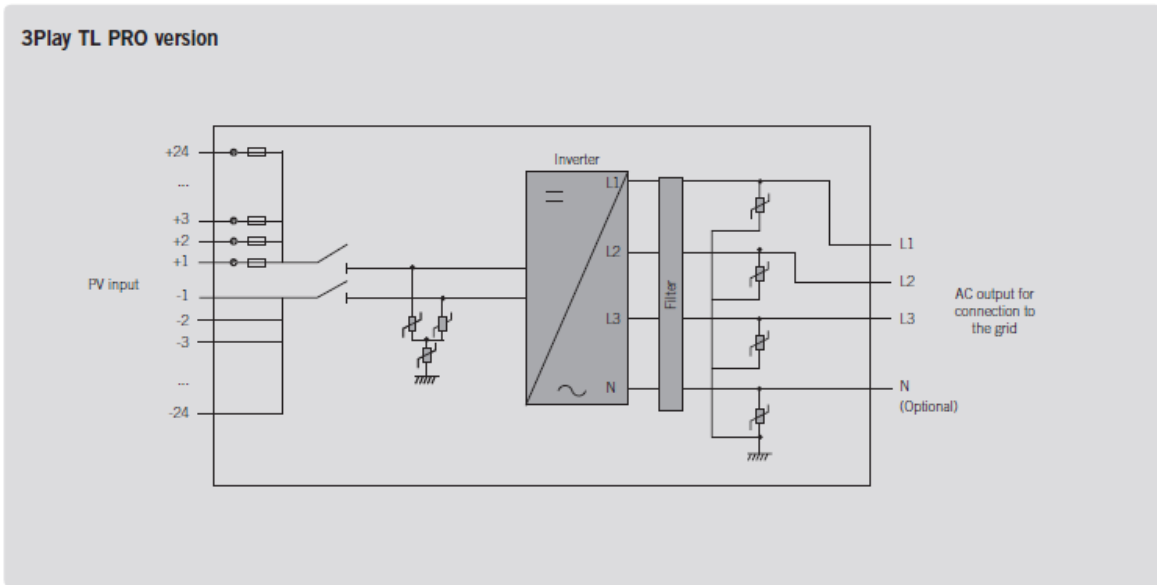 3Play TL PRO version
+24
...
+3
+2
+1
PV input
-1
-2
-3
...
-24
Inverter
L1
L2
L3
N
Filter
L1
L2
L3
N
(Optional)
AC output for
connection to
the grid